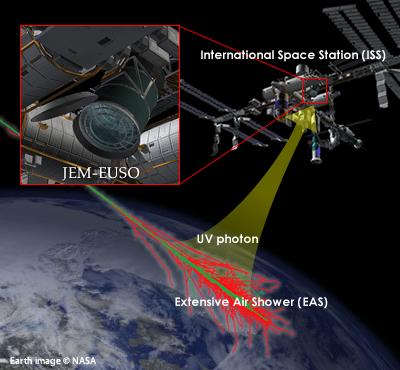 International Space Station (ISS)
JEM-EUSO
UV photon
Extensive Air Shower (EAS)
Earth image © NASA